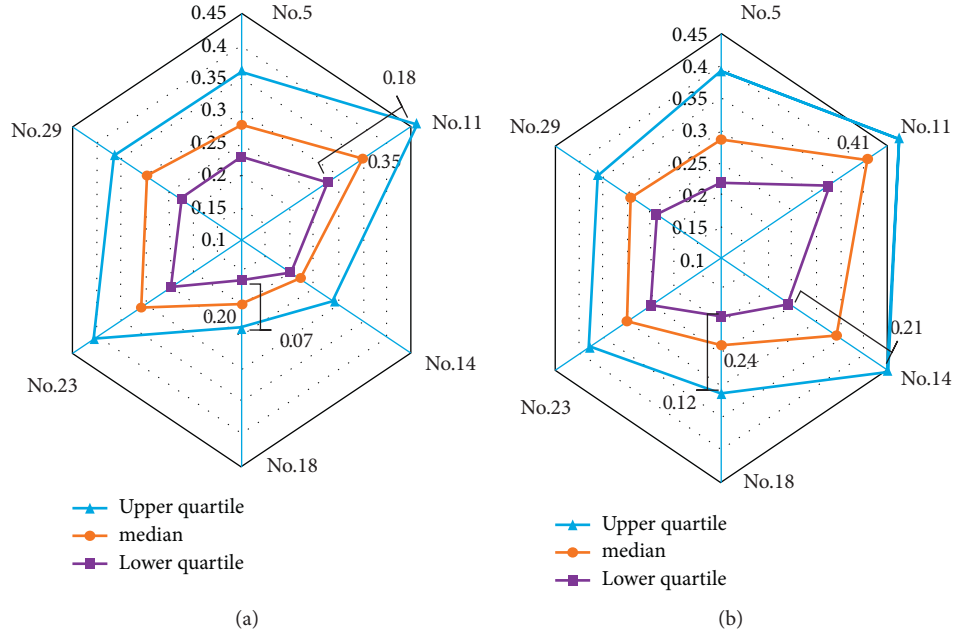 0.45
No.5
0.4
0.35
0.3
0.25
0.2
0.15
0.1
No.29
No.11
0.18
0.35
0.20
0.07
No.23
No.14
No.18
Upper quartile
median
Lower quartile
(a)
0.45
No.5
0.4
0.35
0.3
0.25
0.2
0.15
0.1
No.29
No.11
0.41
0.21
0.24
0.12
No.23
No.14
No.18
Upper quartile
median
Lower quartile
(b)